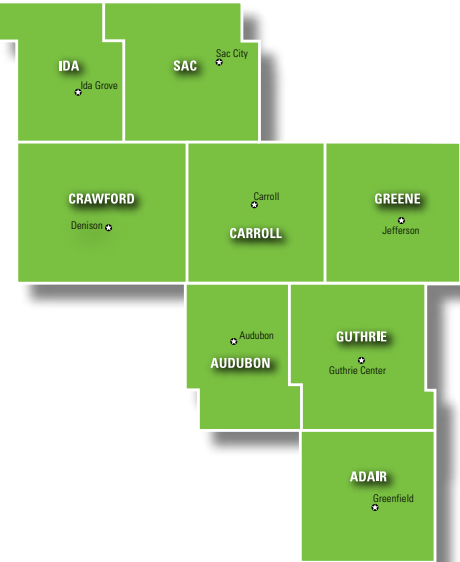 IDA
Ida Grove
SAC
Sac City
CRAWFORD
Denison
Carroll
CARROLL
GREENE
Jefferson
Audubon
AUDUBON
GUTHRIE
Guthrie Center
ADAIR
Greenfield